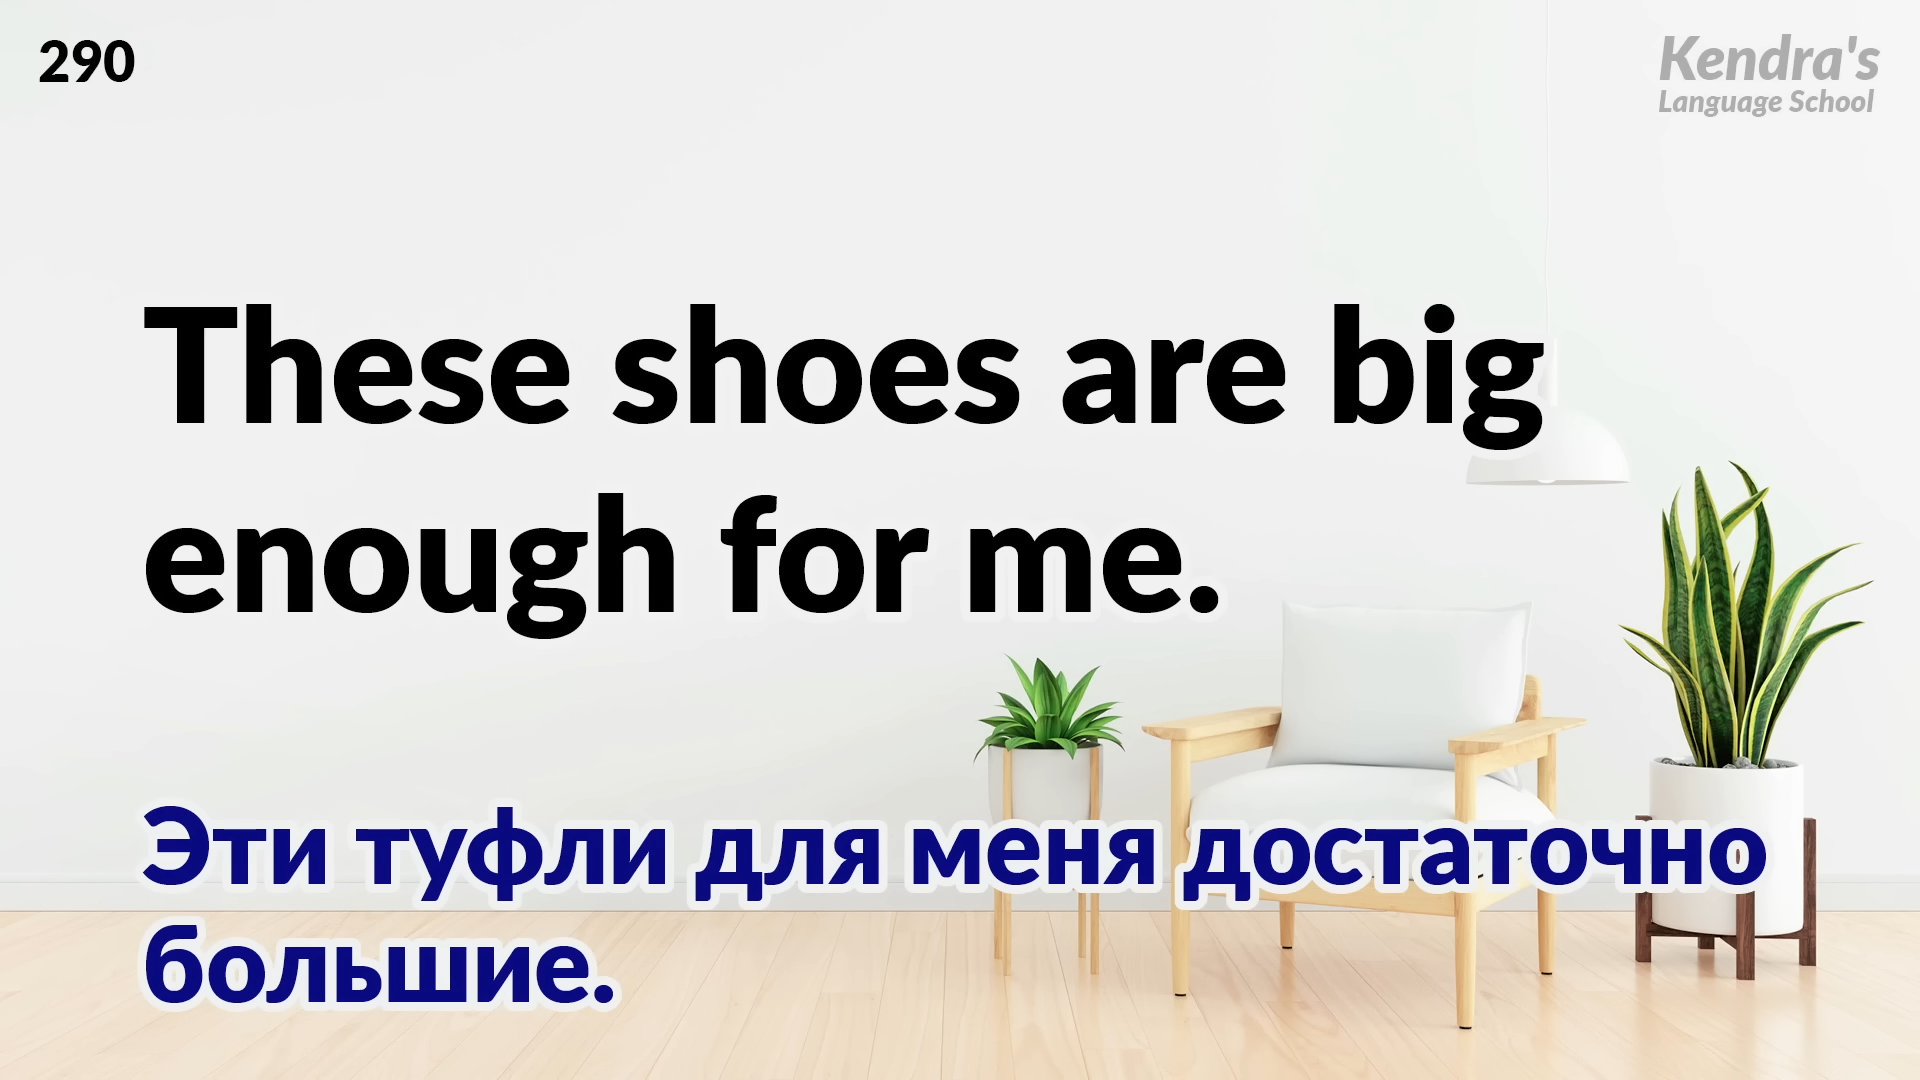 290
Kendra's
Language School
These shoes are big
enough for me.
Эти туфли для меня достаточно
большие.